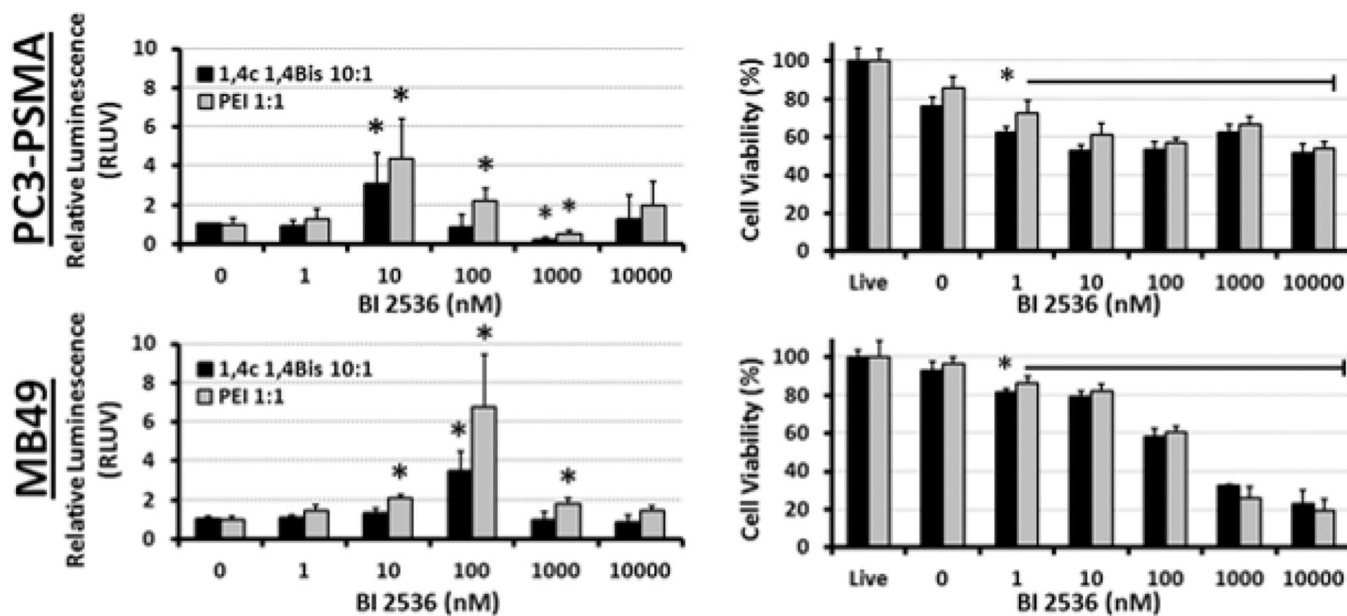 PC3-PSMA
Relative Luminescence
(RLUV)
10
8
6
4
2
0
1,4c 1,4Bis 10:1
PEI 1:1
* * * * *
0 1 10 100 1000 10000
BI 2536 (nM)
Cell Viability (%)
100
80
60
40
20
0
*
Live 0 1 10 100 1000 10000
BI 2536 (nM)
MB49
Relative Luminescence
(RLUV)
10
8
6
4
2
0
1,4c 1,4Bis 10:1
PEI 1:1
* * * *
0 1 10 100 1000 10000
BI 2536 (nM)
Cell Viability (%)
100
80
60
40
20
0
*
Live 0 1 10 100 1000 10000
BI 2536 (nM)